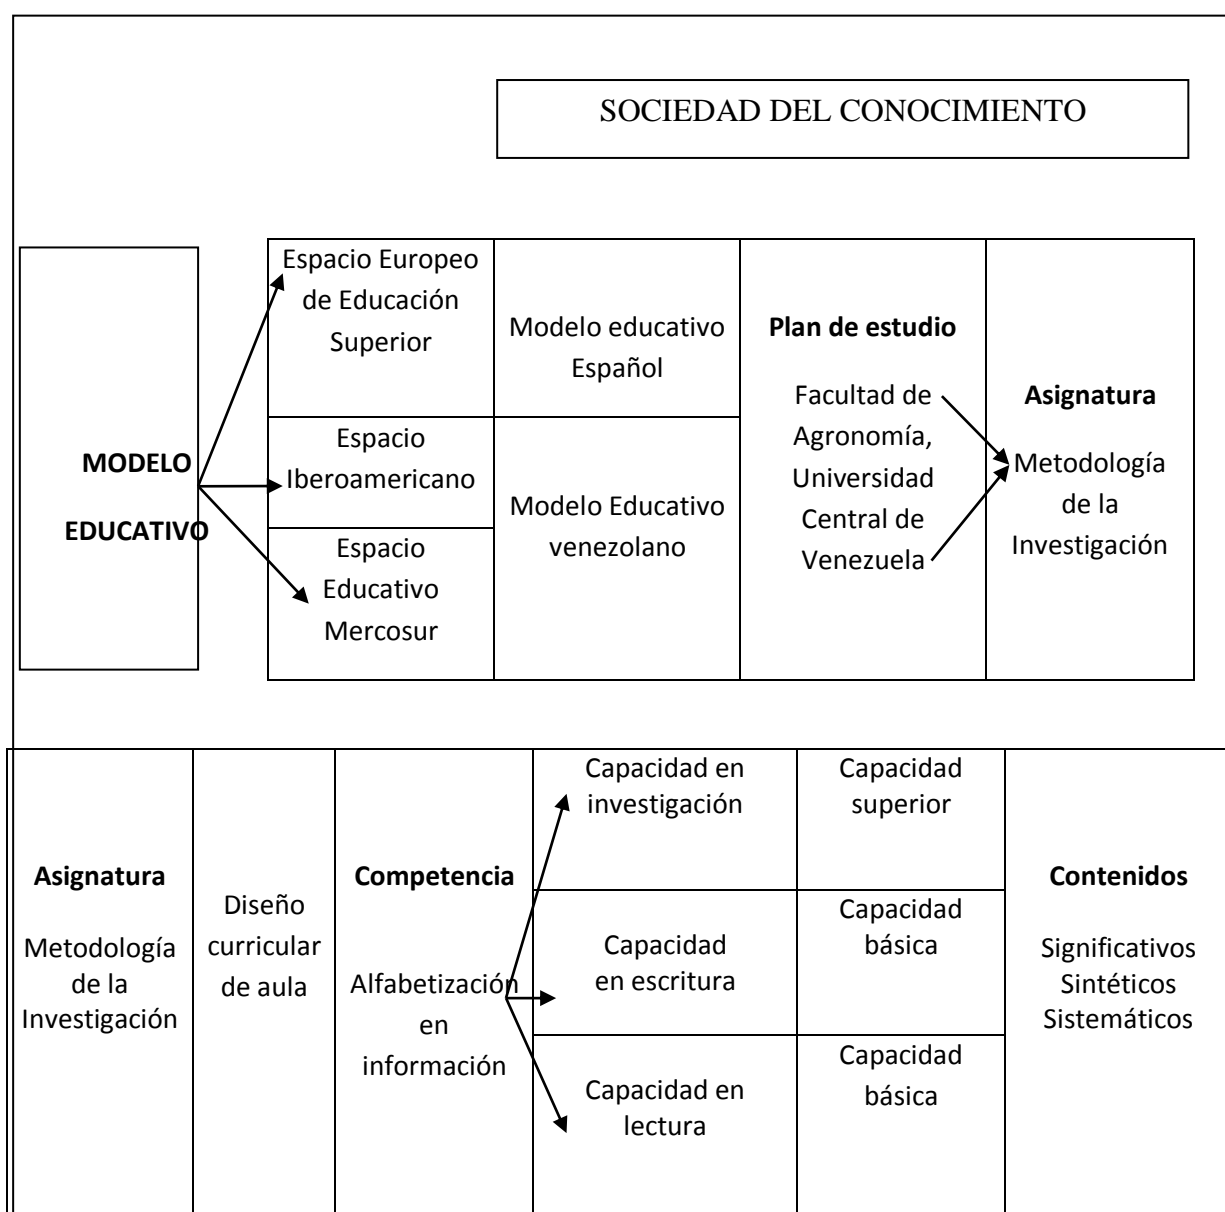 SOCIEDAD DEL CONOCIMIENTO
MODELO
EDUCATIVO
Espacio Europeo
de Educación
Superior
Espacio
Iberoamericano
Espacio
Educativo
Mercosur
Modelo educativo
Español
Modelo Educativo
venezolano
Plan de estudio
Facultad de
Agronomía,
Universidad
Central de
Venezuela
Asignatura
Metodología
de la
Investigación
Asignatura
Metodología
de la
Investigación
Diseño
curricular
de aula
Competencia
Alfabetización
en
información
Capacidad en
investigación
Capacidad
superior
Capacidad
en escritura
Capacidad
básica
Capacidad en
lectura
Capacidad
básica
Contenidos
Significativos
Sintéticos
Sistemáticos